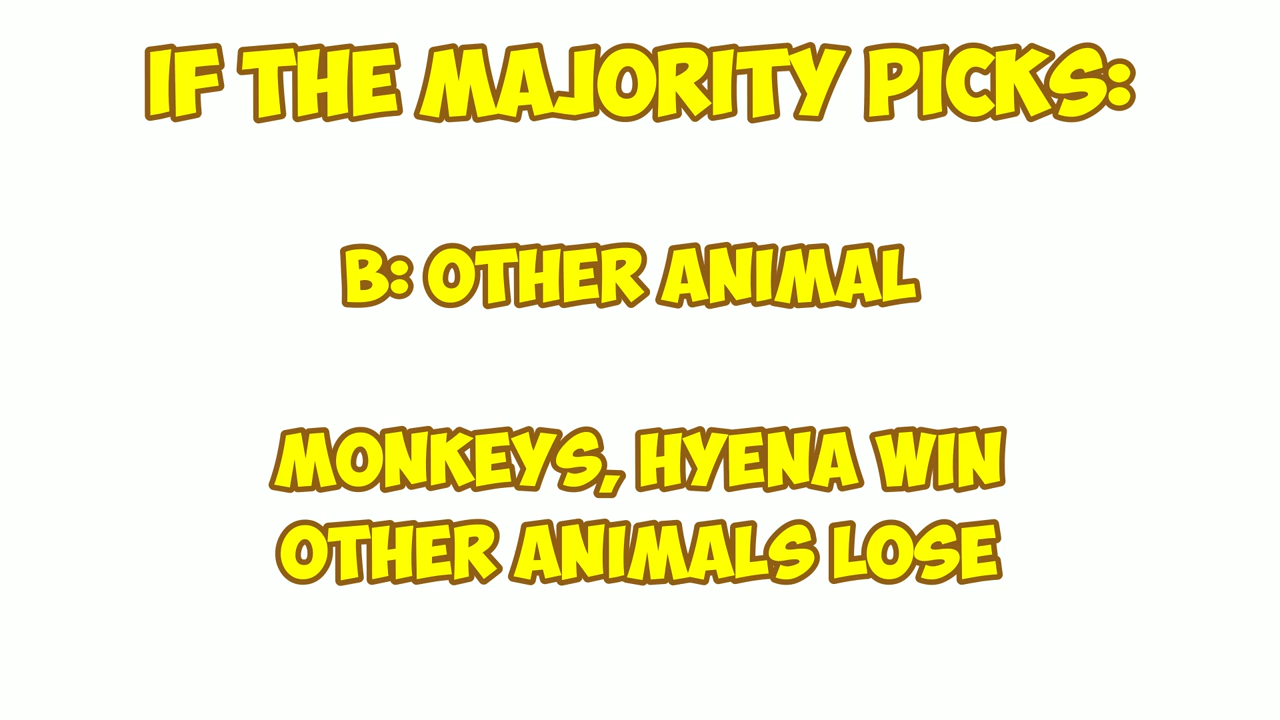 IF THE MAJORITY PICKS:
B: OTHER ANIMAL
MONKEYS, HYENA WIN
OTHER ANIMALS LOSE